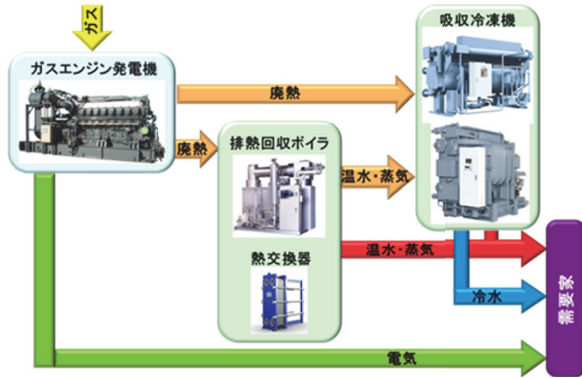 ガス
ガスエンジン発電機
吸収冷凍機
廃熱
廃熱
排熱回収ボイラ
温水・蒸気
熱交換器
温水・蒸気
冷水
需要家
電気